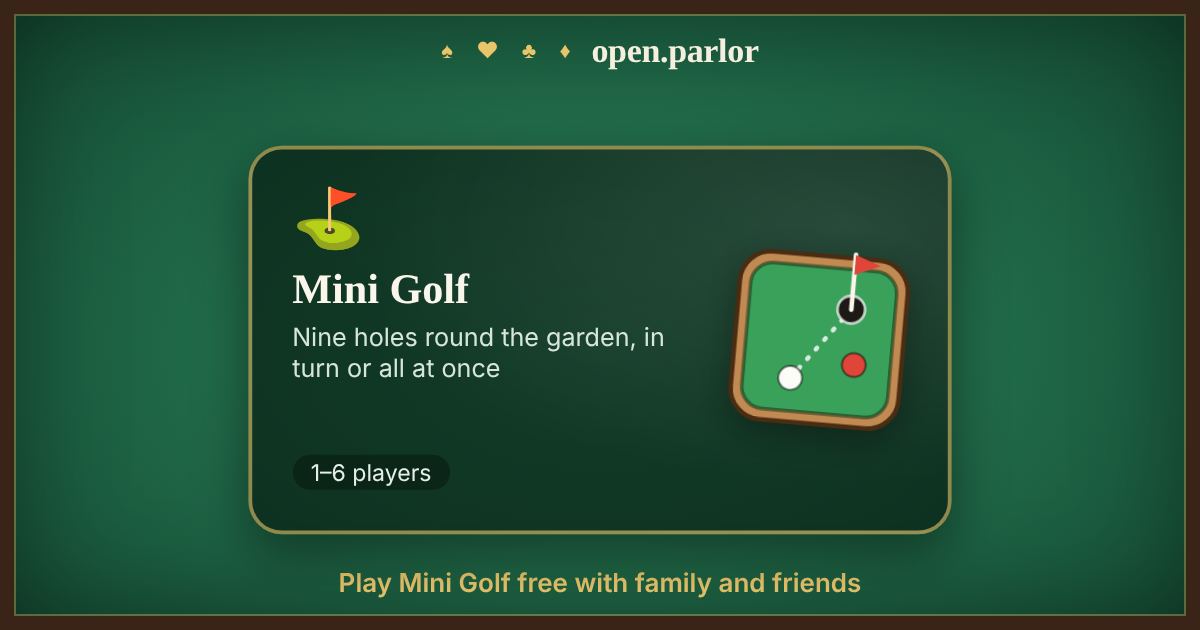 ♠ ♥ ♣ ♦ open.parlor
Mini Golf
Nine holes round the garden, in
turn or all at once
1–6 players
Play Mini Golf free with family and friends